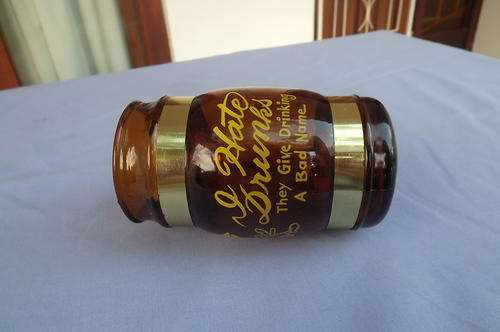 I Hate
Drunks
They Give Drinking
A Bad Name.